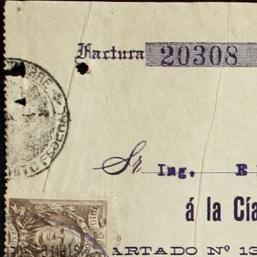 Factura 20308
Sr Ing. E
á la Cía
ARTADO Nº 13